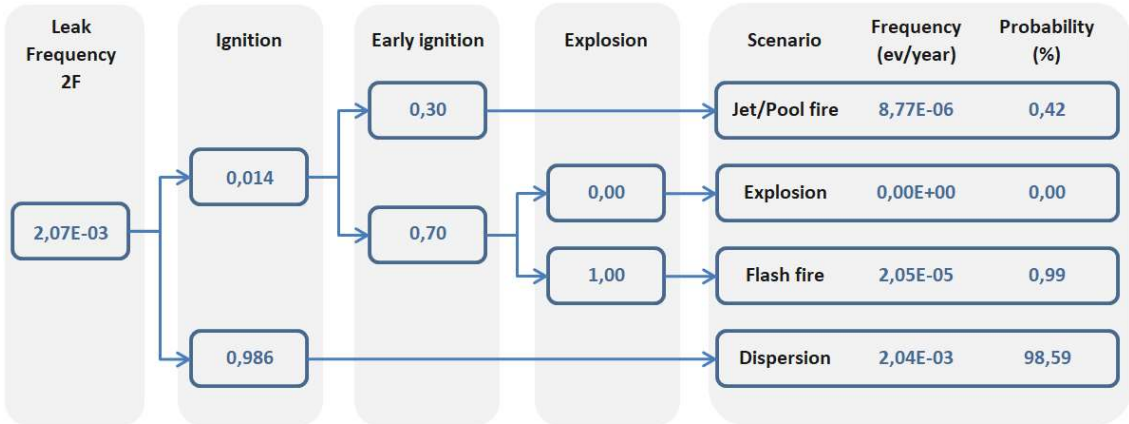 Leak
Frequency
2F
Ignition
Early ignition
Explosion
Scenario
Frequency
(ev/year)
Probability
(%)
2,07E-03
0,014
0,986
0,30
0,70
0,00
1,00
Jet/Pool fire 8,77E-06 0,42
Explosion 0,00E+00 0,00
Flash fire 2,05E-05 0,99
Dispersion 2,04E-03 98,59